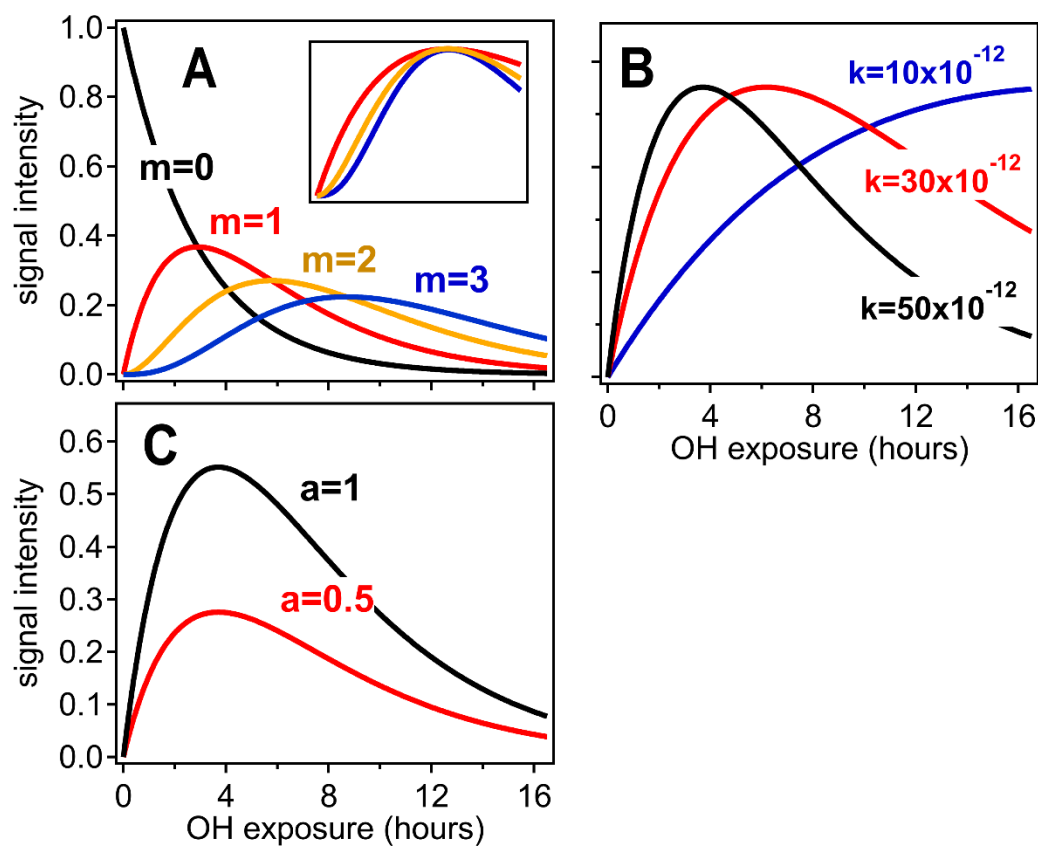 A
signal intensity
1.0
0.8
0.6
0.4
0.2
0.0
m=0
m=1
m=2
m=3
B
k=10x10⁻¹²
k=30x10⁻¹²
k=50x10⁻¹²
0 4 8 12 16
OH exposure (hours)
C
signal intensity
0.6
0.5
0.4
0.3
0.2
0.1
0.0
a=1
a=0.5
0 4 8 12 16
OH exposure (hours)